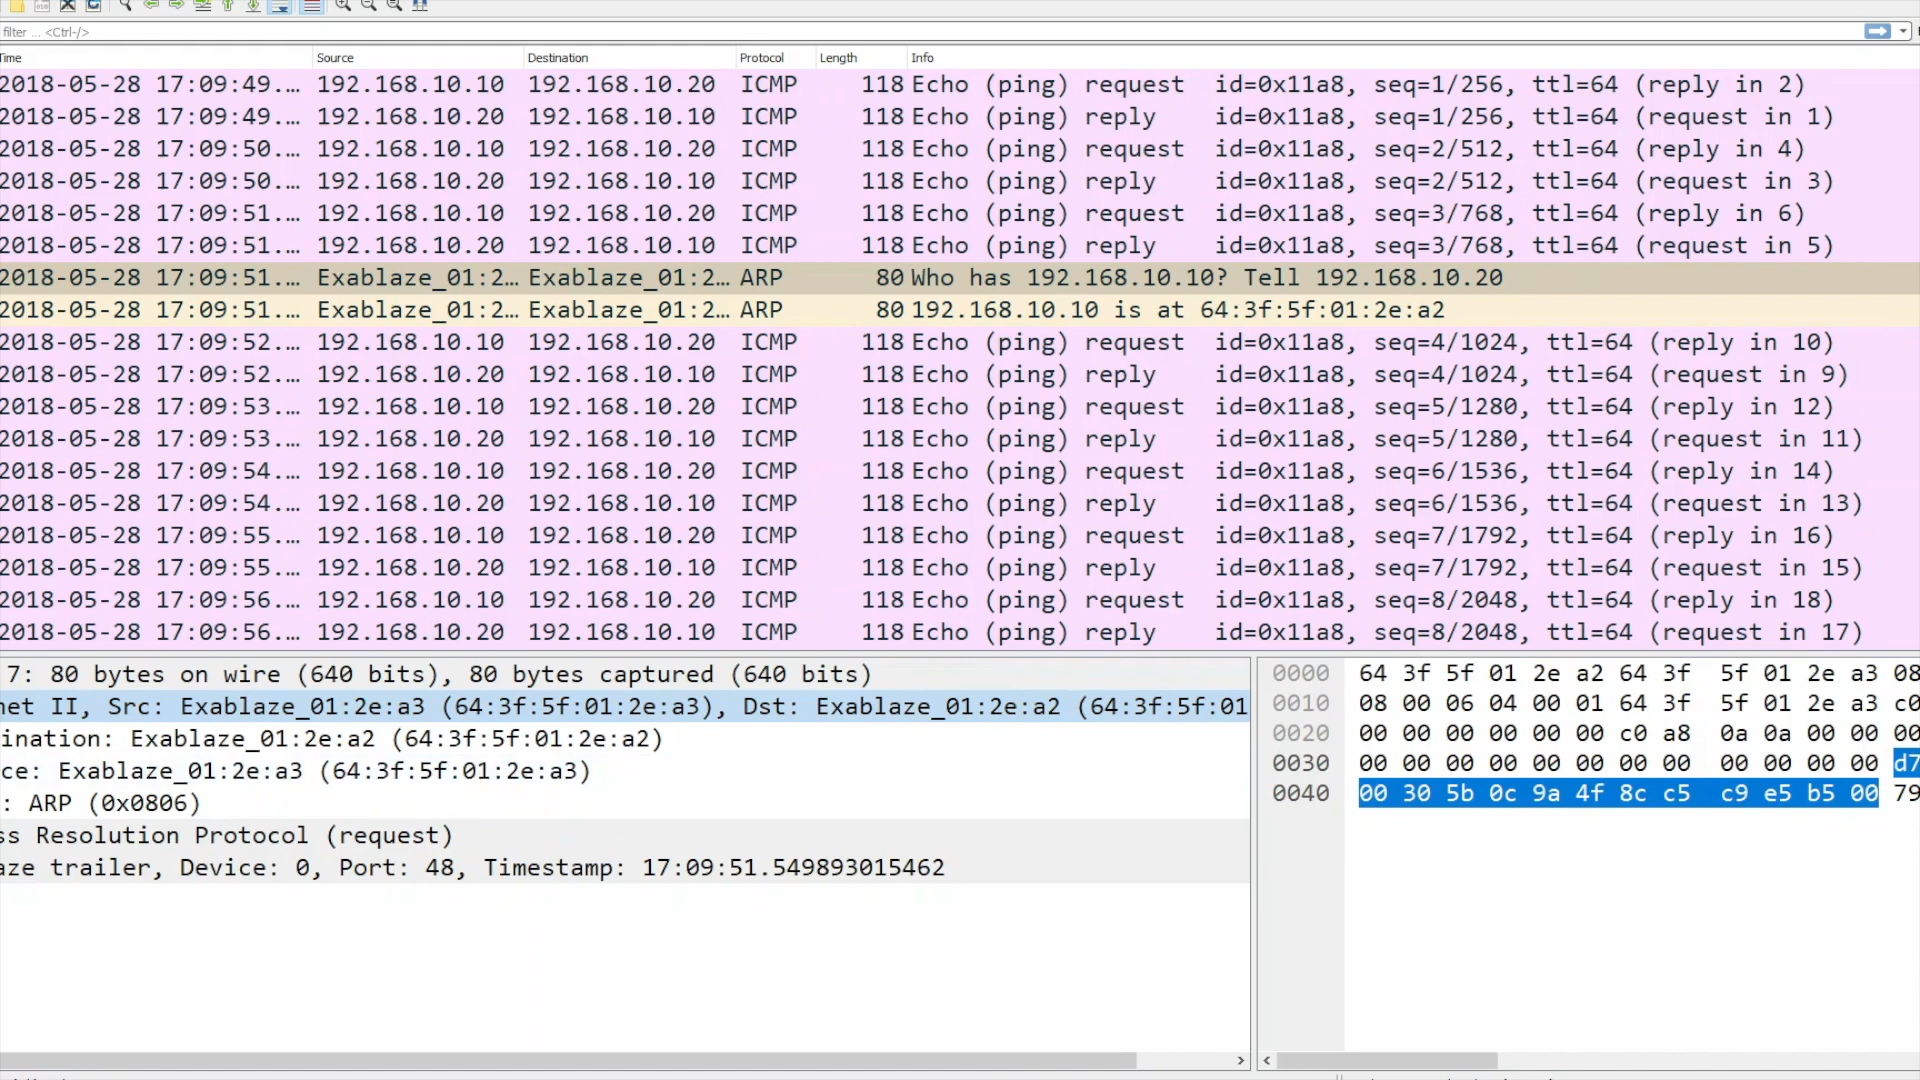 filter ... <Ctrl-/>
Time Source Destination Protocol Length Info
2018-05-28 17:09:49.… 192.168.10.10 192.168.10.20 ICMP 118 Echo (ping) request id=0x11a8, seq=1/256, ttl=64 (reply in 2)
2018-05-28 17:09:49.… 192.168.10.20 192.168.10.10 ICMP 118 Echo (ping) reply id=0x11a8, seq=1/256, ttl=64 (request in 1)
2018-05-28 17:09:50.… 192.168.10.10 192.168.10.20 ICMP 118 Echo (ping) request id=0x11a8, seq=2/512, ttl=64 (reply in 4)
2018-05-28 17:09:50.… 192.168.10.20 192.168.10.10 ICMP 118 Echo (ping) reply id=0x11a8, seq=2/512, ttl=64 (request in 3)
2018-05-28 17:09:51.… 192.168.10.10 192.168.10.20 ICMP 118 Echo (ping) request id=0x11a8, seq=3/768, ttl=64 (reply in 6)
2018-05-28 17:09:51.… 192.168.10.20 192.168.10.10 ICMP 118 Echo (ping) reply id=0x11a8, seq=3/768, ttl=64 (request in 5)
2018-05-28 17:09:51.… Exablaze_01:2… Exablaze_01:2… ARP 80 Who has 192.168.10.10? Tell 192.168.10.20
2018-05-28 17:09:51.… Exablaze_01:2… Exablaze_01:2… ARP 80 192.168.10.10 is at 64:3f:5f:01:2e:a2
2018-05-28 17:09:52.… 192.168.10.10 192.168.10.20 ICMP 118 Echo (ping) request id=0x11a8, seq=4/1024, ttl=64 (reply in 10)
2018-05-28 17:09:52.… 192.168.10.20 192.168.10.10 ICMP 118 Echo (ping) reply id=0x11a8, seq=4/1024, ttl=64 (request in 9)
2018-05-28 17:09:53.… 192.168.10.10 192.168.10.20 ICMP 118 Echo (ping) request id=0x11a8, seq=5/1280, ttl=64 (reply in 12)
2018-05-28 17:09:53.… 192.168.10.20 192.168.10.10 ICMP 118 Echo (ping) reply id=0x11a8, seq=5/1280, ttl=64 (request in 11)
2018-05-28 17:09:54.… 192.168.10.10 192.168.10.20 ICMP 118 Echo (ping) request id=0x11a8, seq=6/1536, ttl=64 (reply in 14)
2018-05-28 17:09:54.… 192.168.10.20 192.168.10.10 ICMP 118 Echo (ping) reply id=0x11a8, seq=6/1536, ttl=64 (request in 13)
2018-05-28 17:09:55.… 192.168.10.10 192.168.10.20 ICMP 118 Echo (ping) request id=0x11a8, seq=7/1792, ttl=64 (reply in 16)
2018-05-28 17:09:55.… 192.168.10.20 192.168.10.10 ICMP 118 Echo (ping) reply id=0x11a8, seq=7/1792, ttl=64 (request in 15)
2018-05-28 17:09:56.… 192.168.10.10 192.168.10.20 ICMP 118 Echo (ping) request id=0x11a8, seq=8/2048, ttl=64 (reply in 18)
2018-05-28 17:09:56.… 192.168.10.20 192.168.10.10 ICMP 118 Echo (ping) reply id=0x11a8, seq=8/2048, ttl=64 (request in 17)
7: 80 bytes on wire (640 bits), 80 bytes captured (640 bits)
net II, Src: Exablaze_01:2e:a3 (64:3f:5f:01:2e:a3), Dst: Exablaze_01:2e:a2 (64:3f:5f:01
ination: Exablaze_01:2e:a2 (64:3f:5f:01:2e:a2)
ce: Exablaze_01:2e:a3 (64:3f:5f:01:2e:a3)
: ARP (0x0806)
ss Resolution Protocol (request)
aze trailer, Device: 0, Port: 48, Timestamp: 17:09:51.549893015462
0000 64 3f 5f 01 2e a2 64 3f 5f 01 2e a3 08
0010 08 00 06 04 00 01 64 3f 5f 01 2e a3 c0
0020 00 00 00 00 00 00 c0 a8 0a 0a 00 00 00
0030 00 00 00 00 00 00 00 00 00 00 00 00 d7
0040 00 30 5b 0c 9a 4f 8c c5 c9 e5 b5 00 79